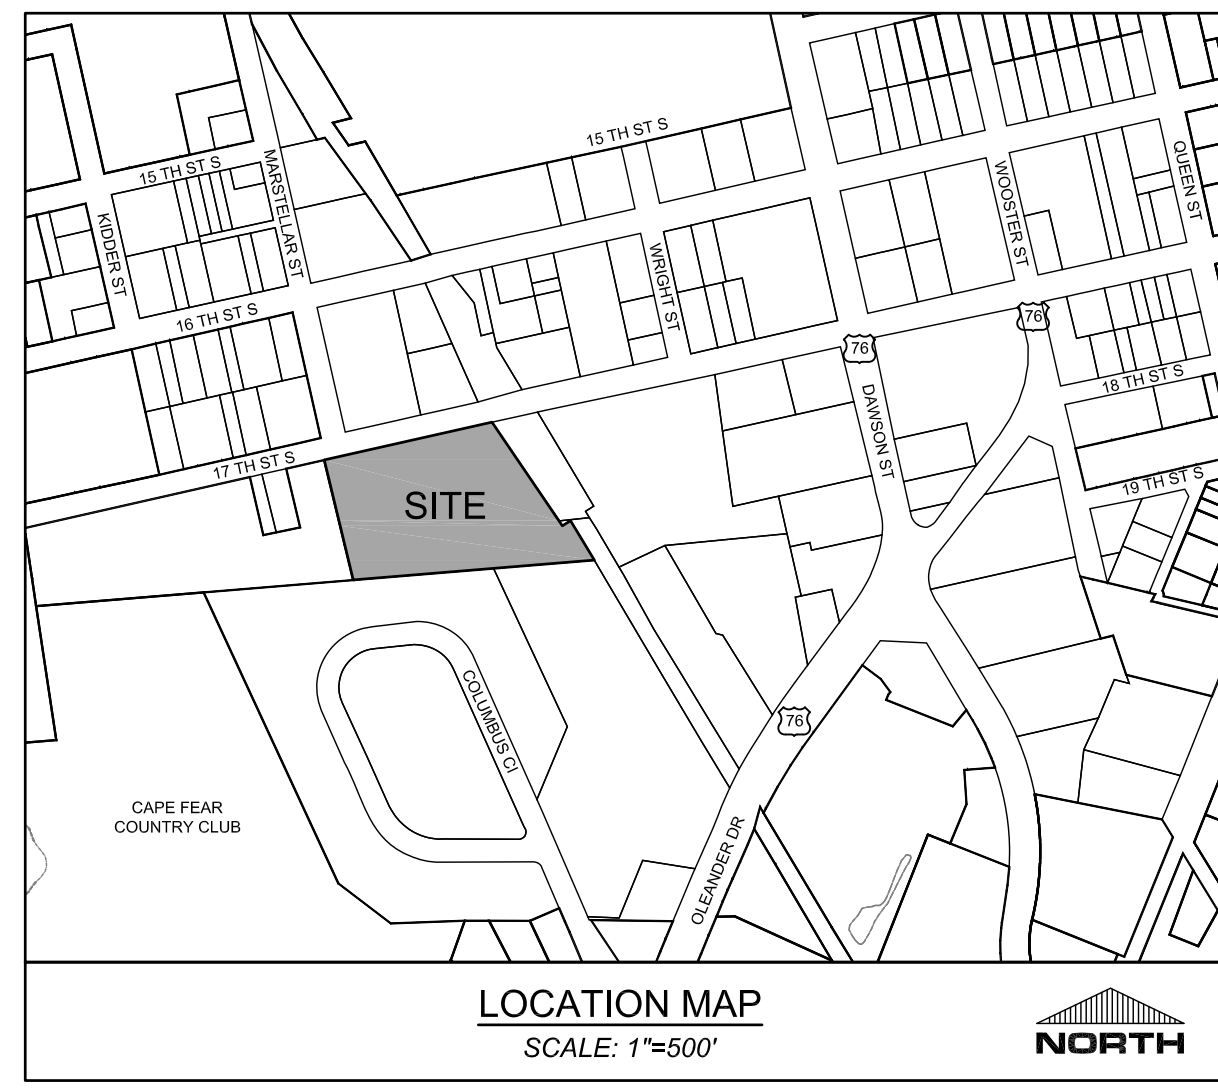 15 TH ST S
15 TH ST S
MARSTELLAR ST
KIDDER ST
QUEEN ST
WOOSTER ST
WRIGHT ST
16 TH ST S
76
76
18 TH ST S
DAWSON ST
17 TH ST S
19 TH ST S
SITE
COLUMBUS CI
76
CAPE FEAR
COUNTRY CLUB
OLEANDER DR
LOCATION MAP
SCALE: 1"=500'
NORTH